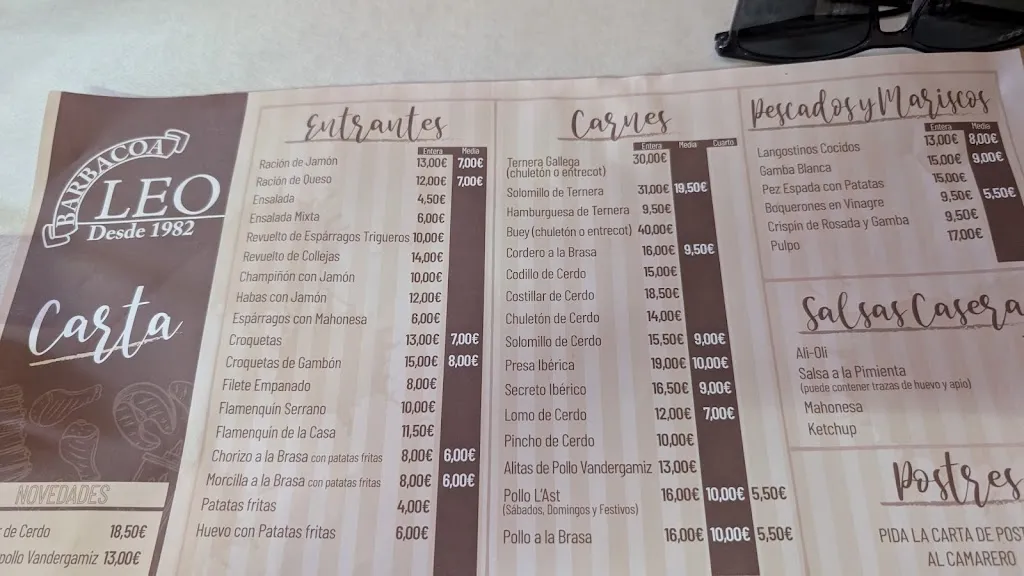 BARBACOA
LEO
Desde 1982
Carta
NOVEDADES
de Cerdo 18,50€
pollo Vandergamiz 13,00€
Entrantes
Entera Media
Ración de Jamón 13,00€ 7,00€
Ración de Queso 12,00€ 7,00€
Ensalada 4,50€
Ensalada Mixta 6,00€
Revuelto de Espárragos Trigueros 10,00€
Revuelto de Collejas 14,00€
Champiñón con Jamón 10,00€
Habas con Jamón 12,00€
Espárragos con Mahonesa 6,00€
Croquetas 13,00€ 7,00€
Croquetas de Gambón 15,00€ 8,00€
Filete Empanado 8,00€
Flamenquín Serrano 10,00€
Flamenquín de la Casa 11,50€
Chorizo a la Brasa con patatas fritas 8,00€ 6,00€
Morcilla a la Brasa con patatas fritas 8,00€ 6,00€
Patatas fritas 4,00€
Huevo con Patatas fritas 6,00€
Carnes
Entera Media Cuarto
Ternera Gallega 30,00€
(chuletón o entrecot)
Solomillo de Ternera 31,00€ 19,50€
Hamburguesa de Ternera 9,50€
Buey (chuletón o entrecot) 40,00€
Cordero a la Brasa 16,00€ 9,50€
Codillo de Cerdo 15,00€
Costillar de Cerdo 18,50€
Chuletón de Cerdo 14,00€
Solomillo de Cerdo 15,50€ 9,00€
Presa Ibérica 19,00€ 10,00€
Secreto Ibérico 16,50€ 9,00€
Lomo de Cerdo 12,00€ 7,00€
Pincho de Cerdo 10,00€
Alitas de Pollo Vandergamiz 13,00€
Pollo L'Ast 16,00€ 10,00€ 5,50€
(Sábados, Domingos y Festivos)
Pollo a la Brasa 16,00€ 10,00€ 5,50€
Pescados y Mariscos
Entera Media
Langostinos Cocidos 13,00€ 8,00€
Gamba Blanca 15,00€ 9,00€
Pez Espada con Patatas 15,00€
Boquerones en Vinagre 9,50€ 5,50€
Crispin de Rosada y Gamba 9,50€
Pulpo 17,00€
Salsas Casera
Ali-Oli
Salsa a la Pimienta
(puede contener trazas de huevo y apio)
Mahonesa
Ketchup
Postres
PIDA LA CARTA DE POST
AL CAMARERO